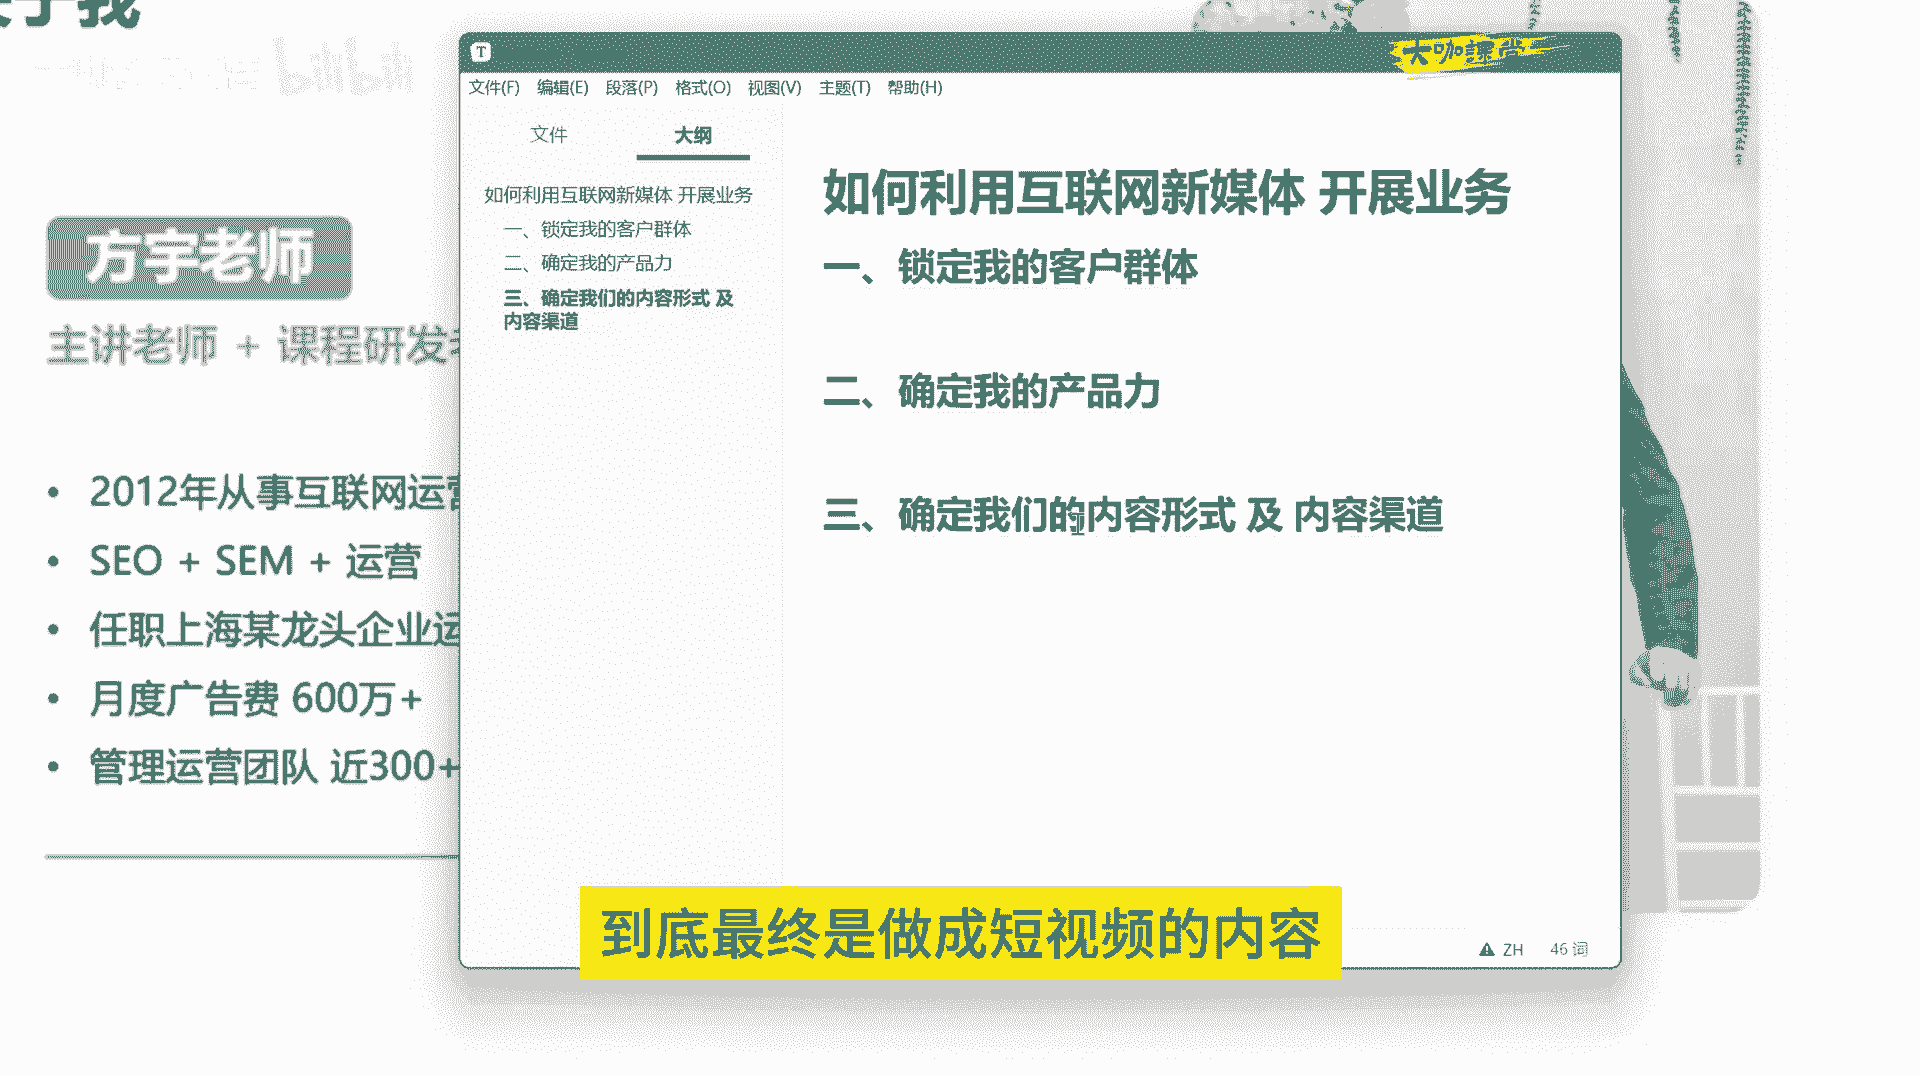 于我
bilibili
方宇老师
主讲老师 + 课程研发
2012年从事互联网运营
SEO + SEM + 运营
任职上海某龙头企业运
月度广告费 600万+
管理运营团队 近300+
T
大咖课堂
文件(F) 编辑(E) 段落(P) 格式(O) 视图(V) 主题(T) 帮助(H)
文件 大纲
如何利用互联网新媒体 开展业务
一、锁定我的客户群体
二、确定我的产品力
三、确定我们的内容形式 及
内容渠道
如何利用互联网新媒体 开展业务
一、锁定我的客户群体
二、确定我的产品力
三、确定我们的内容形式 及 内容渠道
ZH 46 词
到底最终是做成短视频的内容